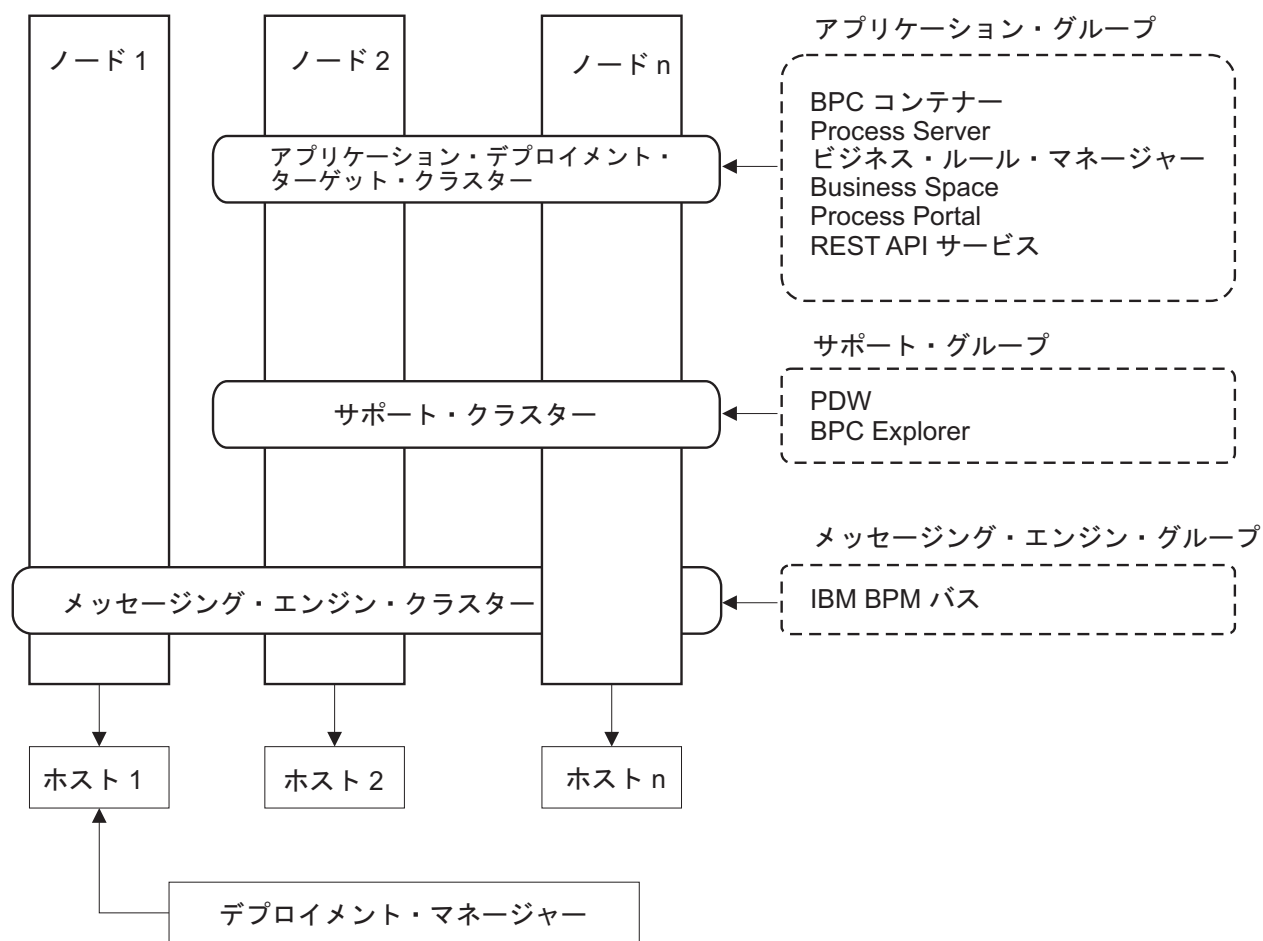 ノード 1
ノード 2
ノード n
アプリケーション・デプロイメント・
ターゲット・クラスター
サポート・クラスター
メッセージング・エンジン・クラスター
ホスト 1
ホスト 2
ホスト n
デプロイメント・マネージャー
アプリケーション・グループ
BPC コンテナー
Process Server
ビジネス・ルール・マネージャー
Business Space
Process Portal
REST API サービス
サポート・グループ
PDW
BPC Explorer
メッセージング・エンジン・グループ
IBM BPM バス